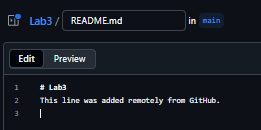 Lab3 / README.md in main
Edit Preview
1 # Lab3
2 This line was added remotely from GitHub.
3